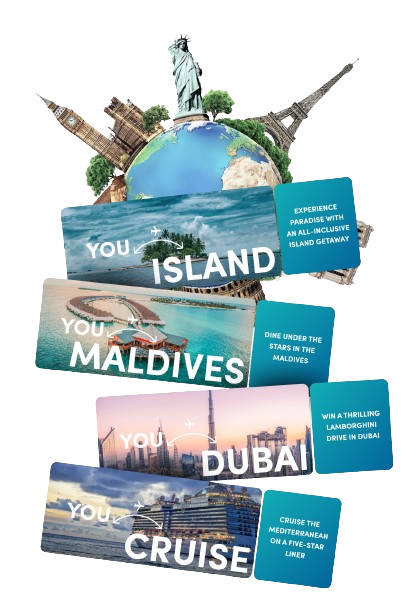 YOU
ISLAND
EXPERIENCE
PARADISE WITH
AN ALL-INCLUSIVE
ISLAND GETAWAY
YOU
MALDIVES
DINE UNDER THE
STARS IN THE
MALDIVES
YOU
DUBAI
WIN A THRILLING
LAMBORGHINI
DRIVE IN DUBAI
YOU
CRUISE
CRUISE THE
MEDITERRANEAN
ON A FIVE-STAR
LINER